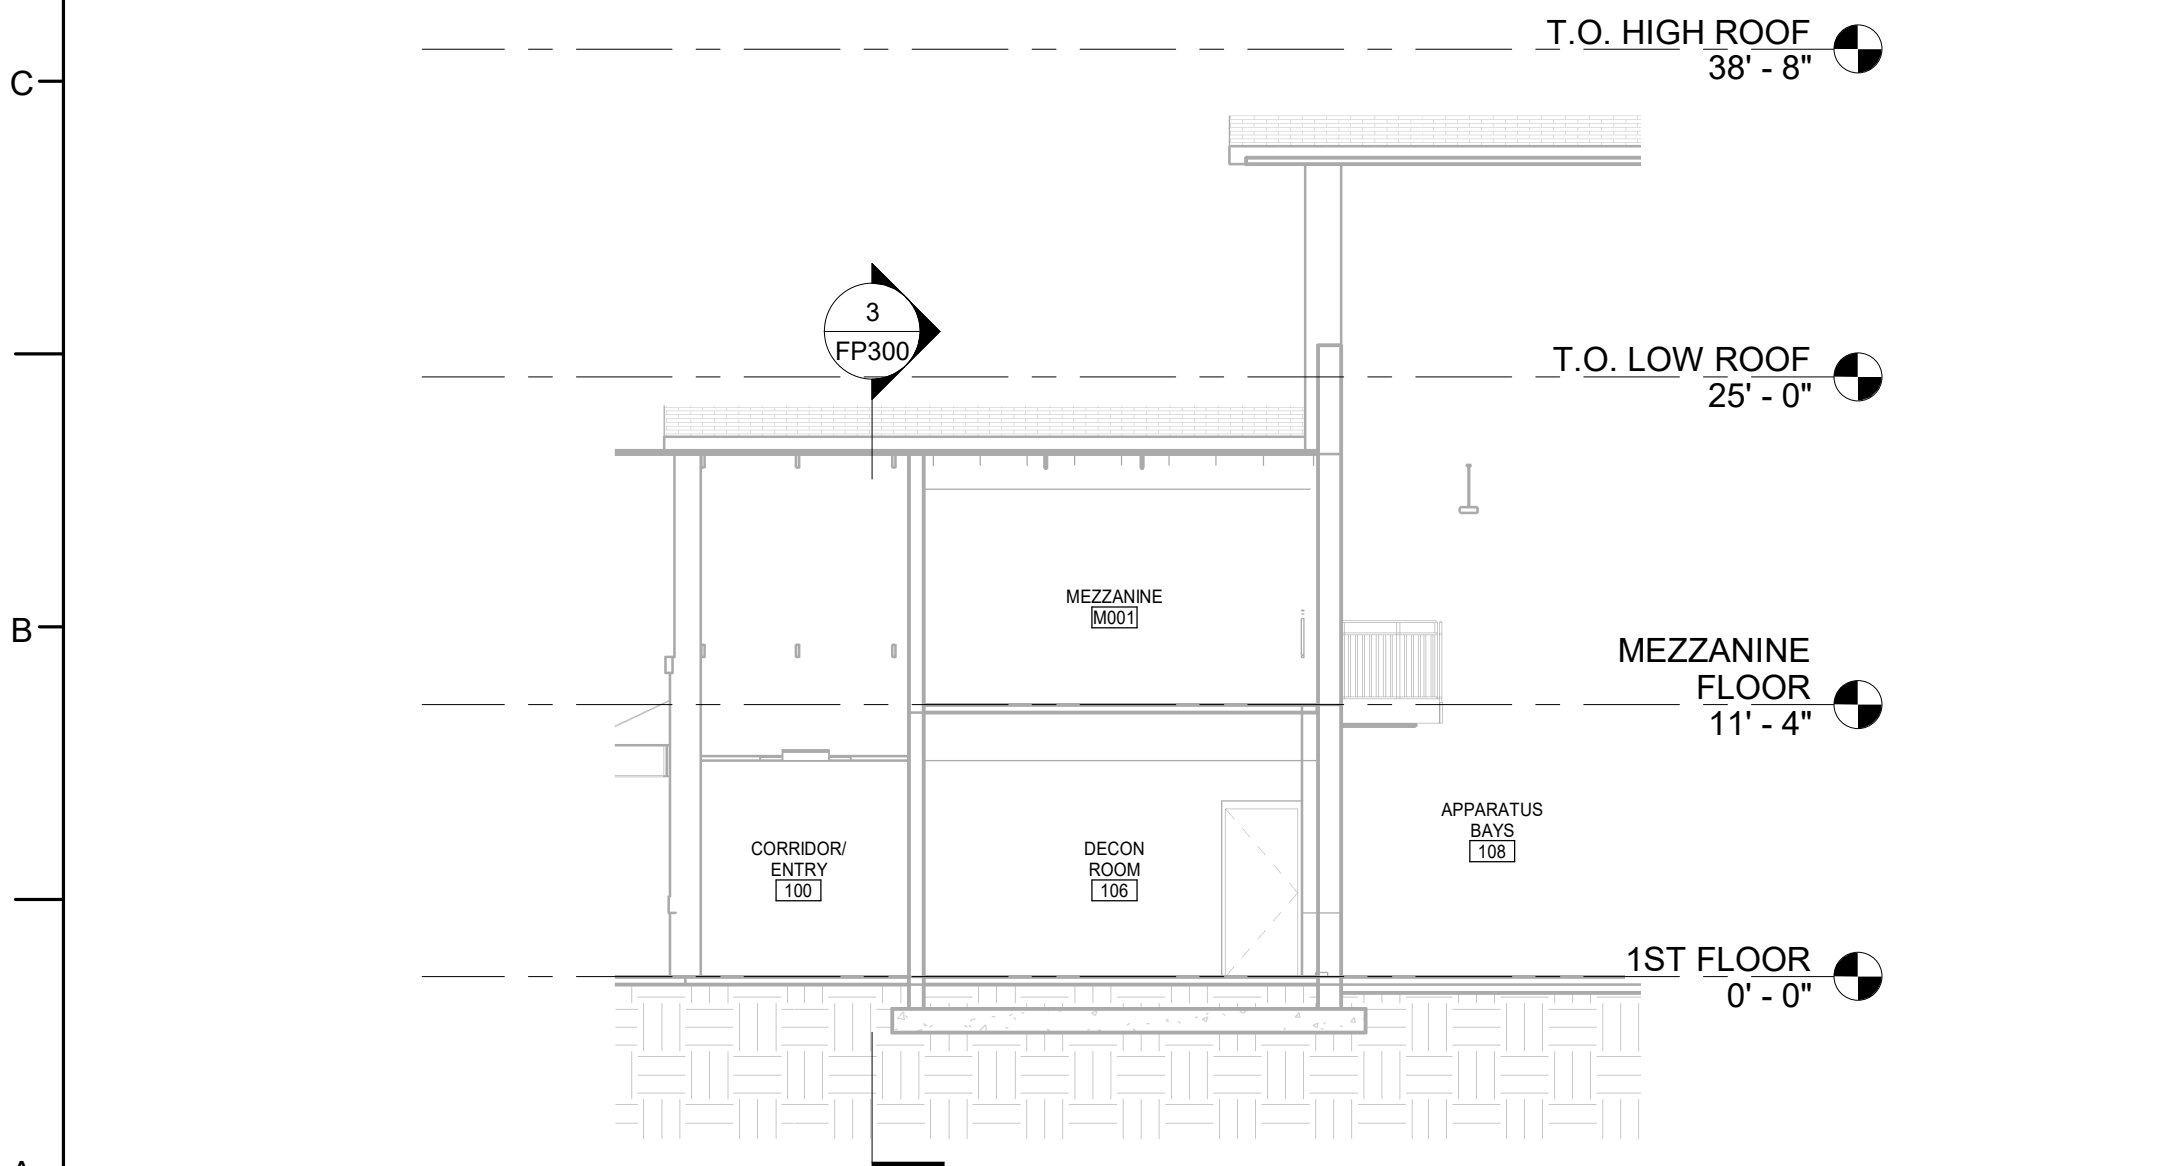 T.O. HIGH ROOF
38' - 8"
C
3
FP300
T.O. LOW ROOF
25' - 0"
MEZZANINE
M001
B
MEZZANINE
FLOOR
11' - 4"
APPARATUS
BAYS
108
CORRIDOR/
ENTRY
100
DECON
ROOM
106
1ST FLOOR
0' - 0"